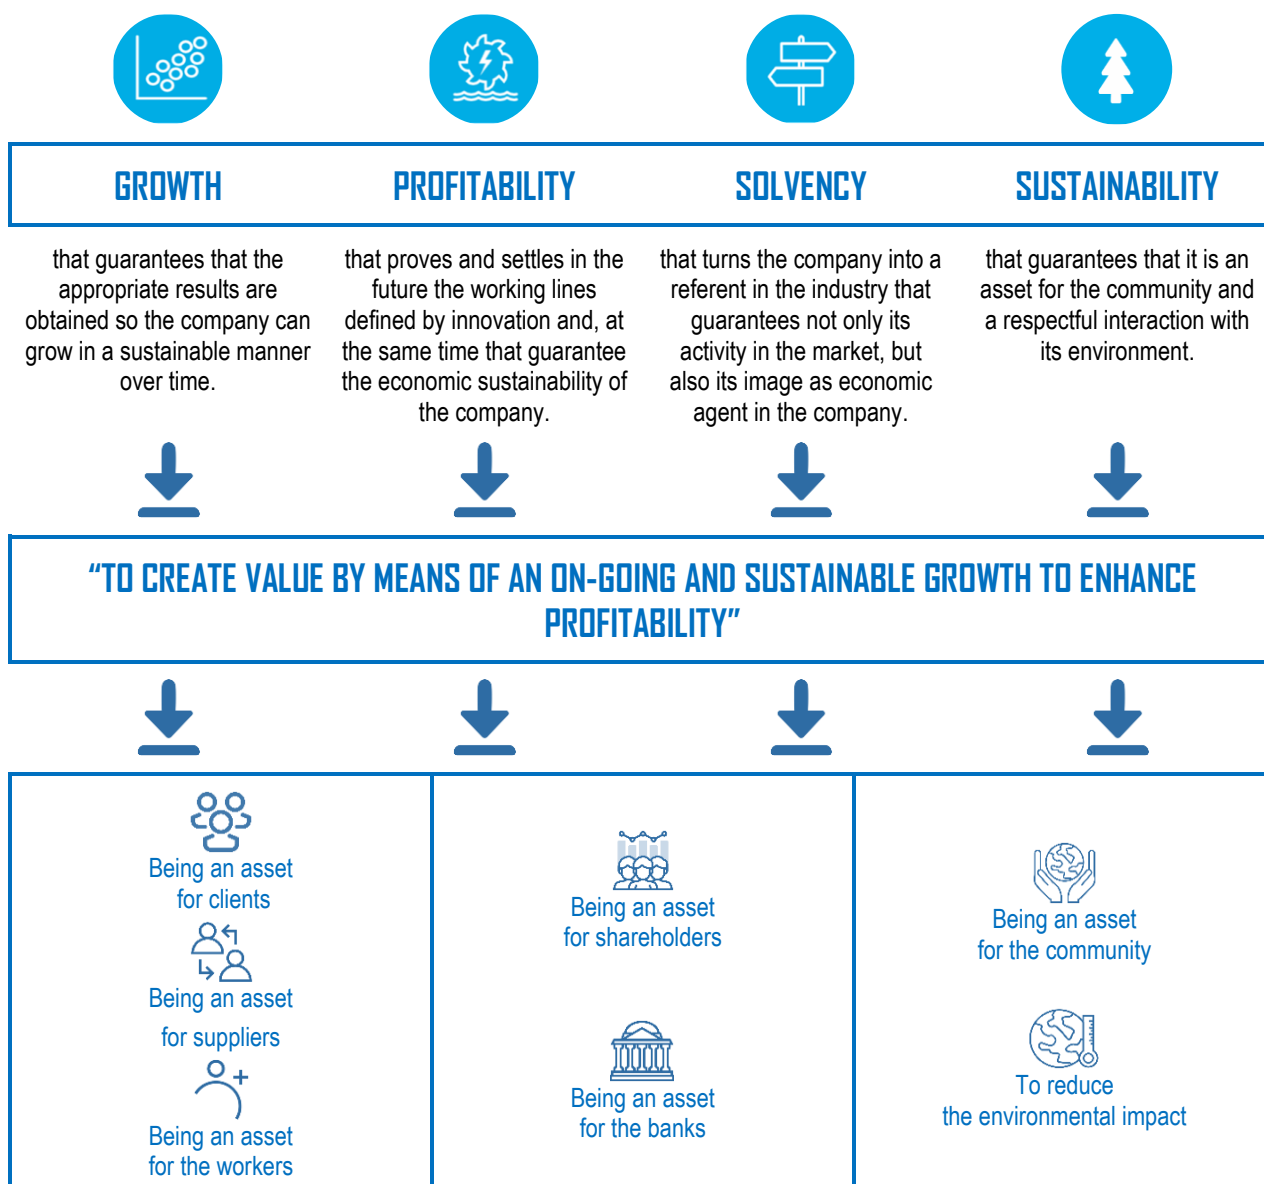 GROWTH
PROFITABILITY
SOLVENCY
SUSTAINABILITY
that guarantees that the
appropriate results are
obtained so the company can
grow in a sustainable manner
over time.
that proves and settles in the
future the working lines
defined by innovation and, at
the same time that guarantee
the economic sustainability of
the company.
that turns the company into a
referent in the industry that
guarantees not only its
activity in the market, but
also its image as economic
agent in the company.
that guarantees that it is an
asset for the community and
a respectful interaction with
its environment.
“TO CREATE VALUE BY MEANS OF AN ON-GOING AND SUSTAINABLE GROWTH TO ENHANCE
PROFITABILITY”
Being an asset
for clients
Being an asset
for suppliers
Being an asset
for the workers
Being an asset
for shareholders
Being an asset
for the banks
Being an asset
for the community
To reduce
the environmental impact